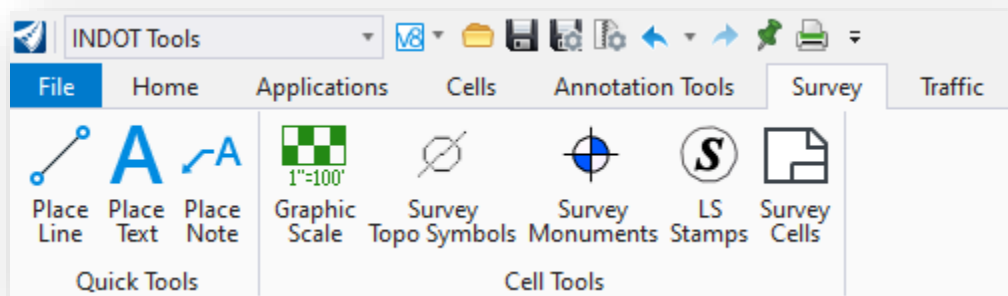 INDOT Tools
V8
File Home Applications Cells Annotation Tools Survey Traffic
A A
1"=100'
S
Place Line
Place Text
Place Note
Graphic Scale
Survey Topo Symbols
Survey Monuments
LS Stamps
Survey Cells
Quick Tools
Cell Tools